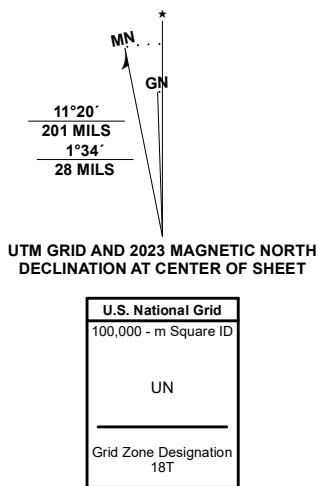 ★
MN
GN
11°20´
201 MILS
1°34´
28 MILS
UTM GRID AND 2023 MAGNETIC NORTH
DECLINATION AT CENTER OF SHEET
U.S. National Grid
100,000 - m Square ID
UN
Grid Zone Designation
18T